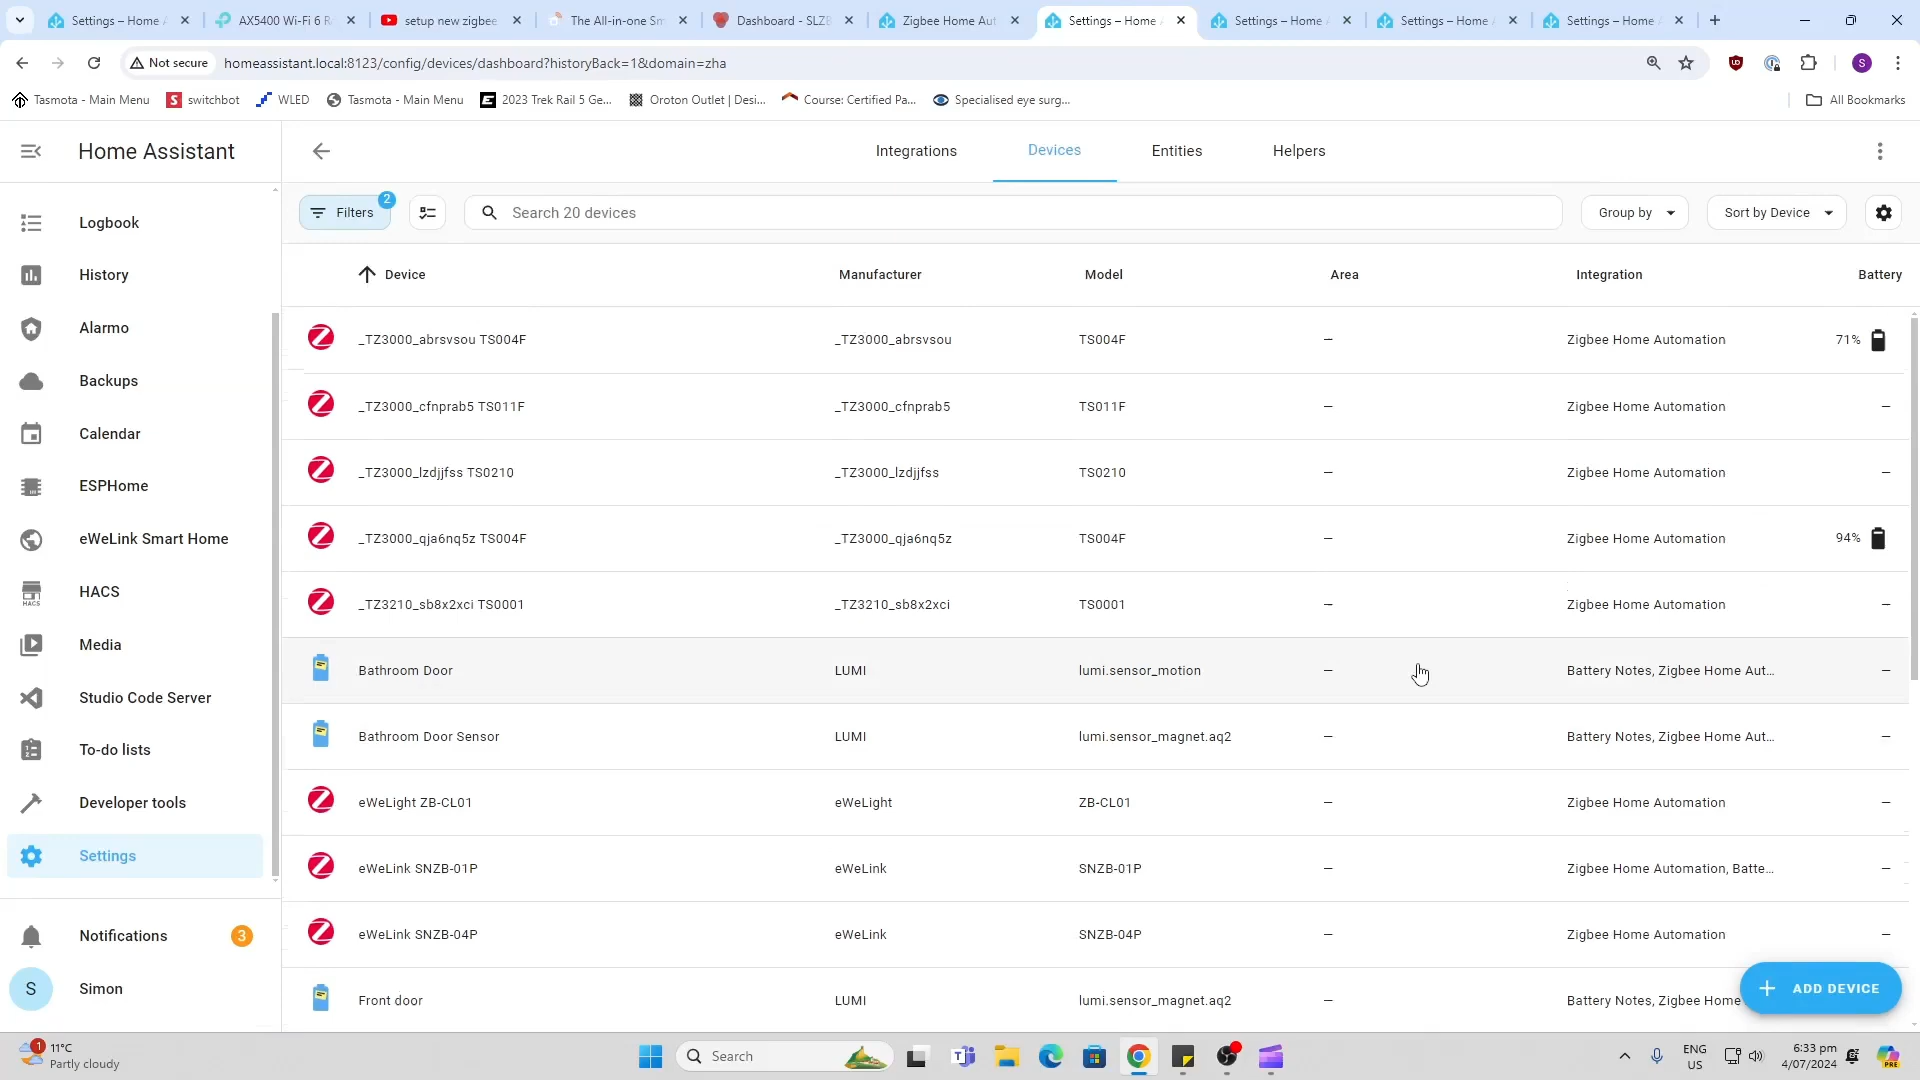 Settings – Home A
AX5400 Wi-Fi 6 R
setup new zigbee
The All-in-one Sm
Dashboard - SLZB
Zigbee Home Aut
Settings – Home A
Settings – Home A
Settings – Home A
Settings – Home A
Not secure
homeassistant.local:8123/config/devices/dashboard?historyBack=1&domain=zha
S
Tasmota - Main Menu
switchbot
WLED
Tasmota - Main Menu
2023 Trek Rail 5 Ge...
Oroton Outlet | Desi...
Course: Certified Pa...
Specialised eye surg...
All Bookmarks
Home Assistant
Integrations
Devices
Entities
Helpers
Logbook
History
Alarmo
Backups
Calendar
ESPHome
eWeLink Smart Home
HACS
HACS
Media
Studio Code Server
To-do lists
Developer tools
Settings
Notifications
3
S
Simon
Filters
2
Search 20 devices
Group by
Sort by Device
Device
Manufacturer
Model
Area
Integration
Battery
_TZ3000_abrsvsou TS004F
_TZ3000_abrsvsou
TS004F
—
Zigbee Home Automation
71%
_TZ3000_cfnprab5 TS011F
_TZ3000_cfnprab5
TS011F
—
Zigbee Home Automation
—
_TZ3000_lzdjjfss TS0210
_TZ3000_lzdjjfss
TS0210
—
Zigbee Home Automation
—
_TZ3000_qja6nq5z TS004F
_TZ3000_qja6nq5z
TS004F
—
Zigbee Home Automation
94%
_TZ3210_sb8x2xci TS0001
_TZ3210_sb8x2xci
TS0001
—
Zigbee Home Automation
—
Bathroom Door
LUMI
lumi.sensor_motion
—
Battery Notes, Zigbee Home Aut...
—
Bathroom Door Sensor
LUMI
lumi.sensor_magnet.aq2
—
Battery Notes, Zigbee Home Aut...
—
eWeLight ZB-CL01
eWeLight
ZB-CL01
—
Zigbee Home Automation
—
eWeLink SNZB-01P
eWeLink
SNZB-01P
—
Zigbee Home Automation, Batte...
—
eWeLink SNZB-04P
eWeLink
SNZB-04P
—
Zigbee Home Automation
—
Front door
LUMI
lumi.sensor_magnet.aq2
—
Battery Notes, Zigbee Home
ADD DEVICE
1
11°C
Partly cloudy
Search
ENG
US
6:33 pm
4/07/2024
PRE